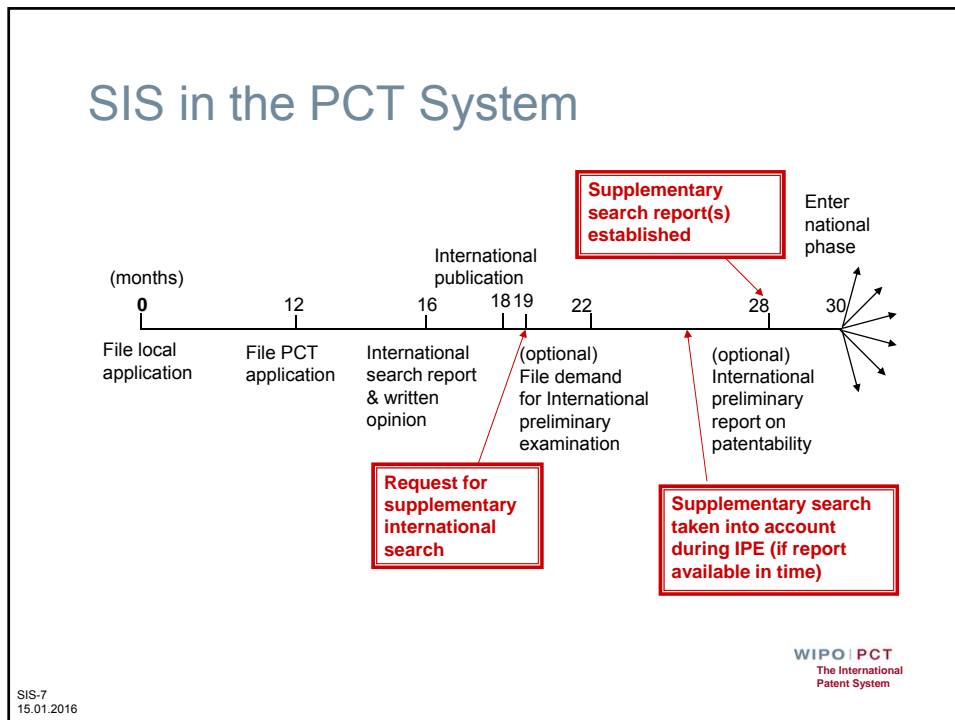 SIS in the PCT System
Supplementary
search report(s)
established
Enter
national
phase
International
publication
(months)
0
12
16
18
19
22
28
30
File local
application
File PCT
application
International
search report
& written
opinion
(optional)
File demand
for International
preliminary
examination
(optional)
International
preliminary
report on
patentability
Request for
supplementary
international
search
Supplementary search
taken into account
during IPE (if report
available in time)
WIPO|PCT
The International
Patent System
SIS-7
15.01.2016